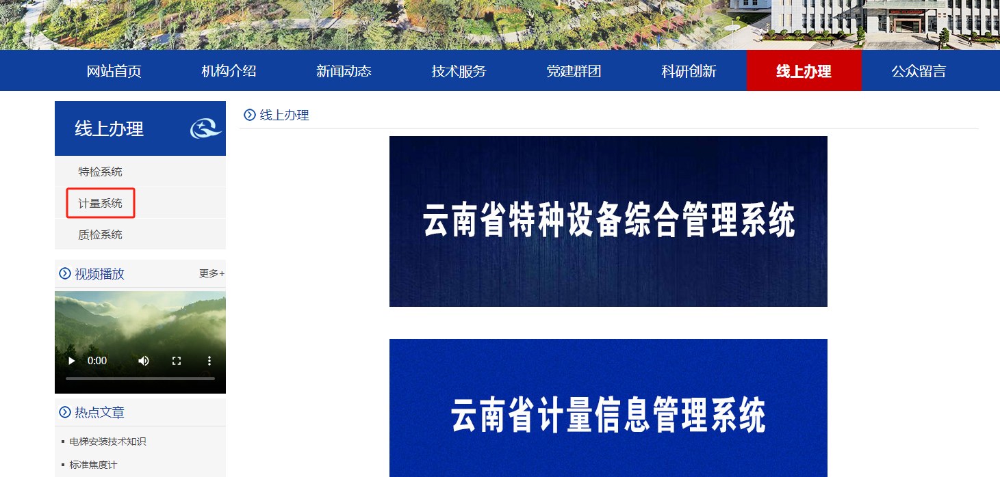 网站首页 机构介绍 新闻动态 技术服务 党建群团 科研创新 线上办理 公众留言
线上办理
特检系统
计量系统
质检系统
视频播放 更多+
0:00
热点文章
电梯安装技术知识
标准焦度计
线上办理
云南省特种设备综合管理系统
云南省计量信息管理系统